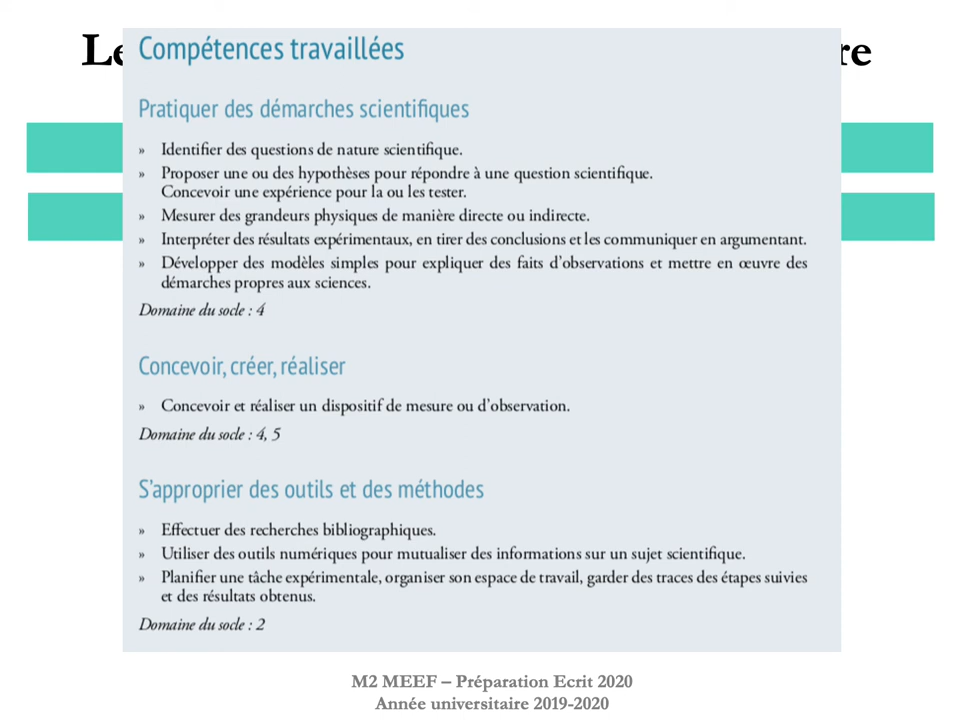 Compétences travaillées
Pratiquer des démarches scientifiques
» Identifier des questions de nature scientifique.
» Proposer une ou des hypothèses pour répondre à une question scientifique.
Concevoir une expérience pour la ou les tester.
» Mesurer des grandeurs physiques de manière directe ou indirecte.
» Interpréter des résultats expérimentaux, en tirer des conclusions et les communiquer en argumentant.
» Développer des modèles simples pour expliquer des faits d'observations et mettre en œuvre des
démarches propres aux sciences.
Domaine du socle : 4
Concevoir, créer, réaliser
» Concevoir et réaliser un dispositif de mesure ou d'observation.
Domaine du socle : 4, 5
S'approprier des outils et des méthodes
» Effectuer des recherches bibliographiques.
» Utiliser des outils numériques pour mutualiser des informations sur un sujet scientifique.
» Planifier une tâche expérimentale, organiser son espace de travail, garder des traces des étapes suivies
et des résultats obtenus.
Domaine du socle : 2
M2 MEEF – Préparation Ecrit 2020
Année universitaire 2019-2020